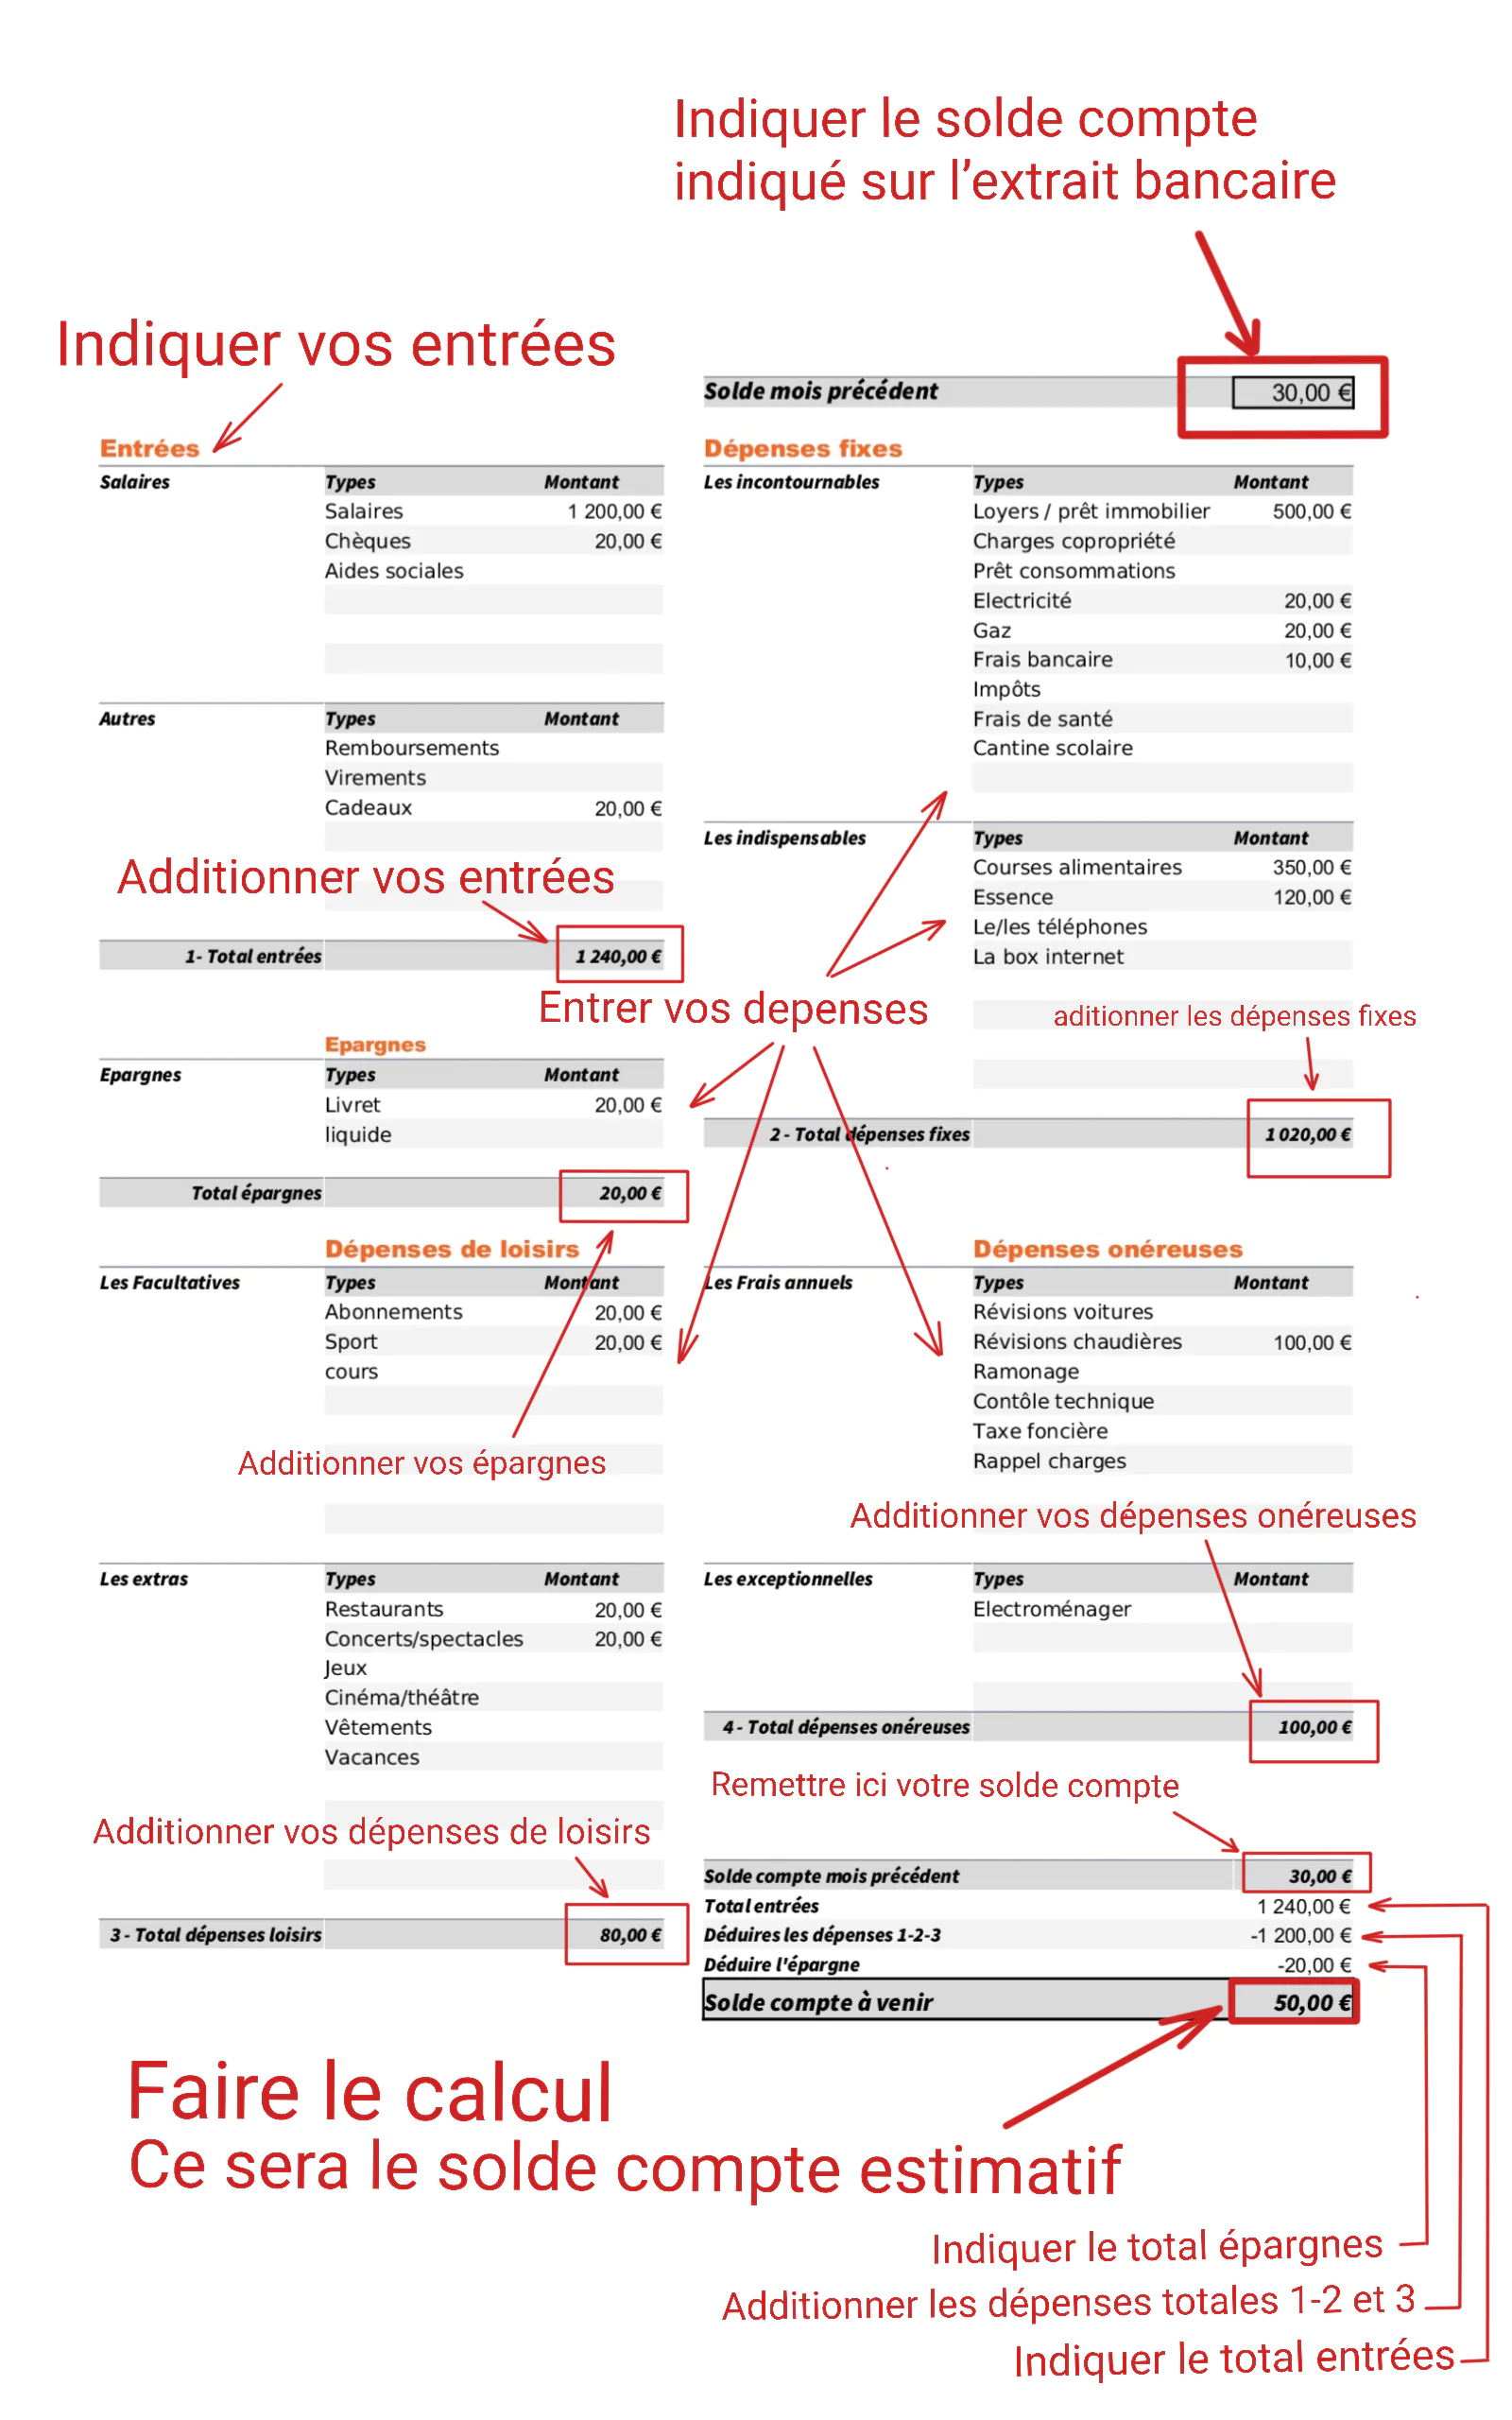 Indiquer le solde compte
indiqué sur l’extrait bancaire
Indiquer vos entrées
Solde mois précédent 30,00 €
Entrées
Salaires Types Montant
Salaires 1 200,00 €
Chèques 20,00 €
Aides sociales
Autres Types Montant
Remboursements
Virements
Cadeaux 20,00 €
Additionner vos entrées
1- Total entrées 1 240,00 €
Dépenses fixes
Les incontournables Types Montant
Loyers / prêt immobilier 500,00 €
Charges copropriété
Prêt consommations
Electricité 20,00 €
Gaz 20,00 €
Frais bancaire 10,00 €
Impôts
Frais de santé
Cantine scolaire
Les indispensables Types Montant
Courses alimentaires 350,00 €
Essence 120,00 €
Le/les téléphones
La box internet
Entrer vos depenses
aditionner les dépenses fixes
2 - Total dépenses fixes 1 020,00 €
Epargnes
Epargnes Types Montant
Livret 20,00 €
liquide
Total épargnes 20,00 €
Dépenses de loisirs
Les Facultatives Types Montant
Abonnements 20,00 €
Sport 20,00 €
cours
Additionner vos épargnes
Les extras Types Montant
Restaurants 20,00 €
Concerts/spectacles 20,00 €
Jeux
Cinéma/théâtre
Vêtements
Vacances
Additionner vos dépenses de loisirs
3 - Total dépenses loisirs 80,00 €
Dépenses onéreuses
Les Frais annuels Types Montant
Révisions voitures
Révisions chaudières 100,00 €
Ramonage
Contôle technique
Taxe foncière
Rappel charges
Additionner vos dépenses onéreuses
Les exceptionnelles Types Montant
Electroménager
4 - Total dépenses onéreuses 100,00 €
Remettre ici votre solde compte
Solde compte mois précédent 30,00 €
Total entrées 1 240,00 €
Déduires les dépenses 1-2-3 -1 200,00 €
Déduire l'épargne -20,00 €
Solde compte à venir 50,00 €
Faire le calcul
Ce sera le solde compte estimatif
Indiquer le total épargnes
Additionner les dépenses totales 1-2 et 3
Indiquer le total entrées